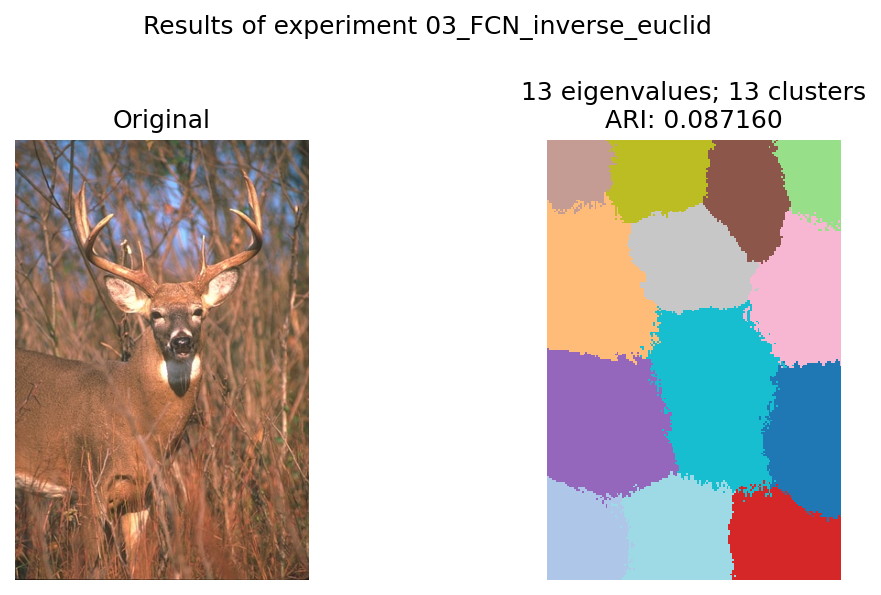 Results of experiment 03_FCN_inverse_euclid
Original
13 eigenvalues; 13 clusters
ARI: 0.087160